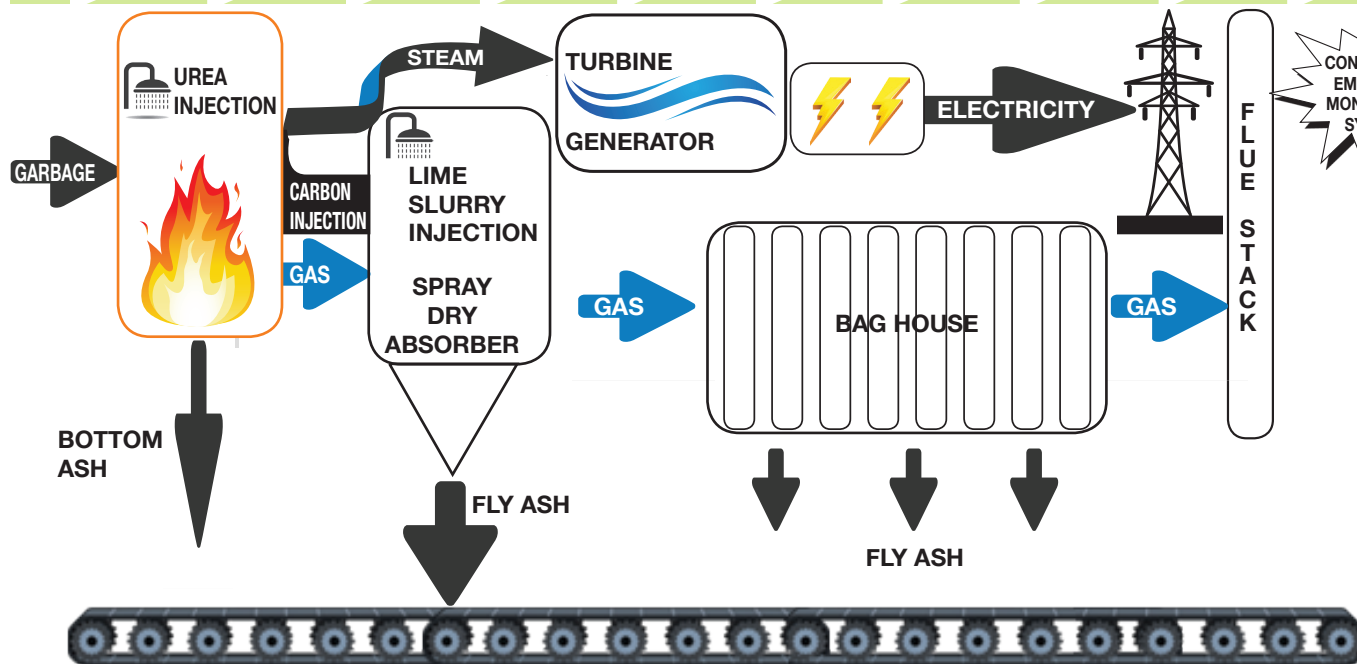 UREA
INJECTION
GARBAGE
STEAM
CARBON
INJECTION
GAS
LIME
SLURRY
INJECTION
SPRAY
DRY
ABSORBER
TURBINE
GENERATOR
ELECTRICITY
GAS
BAG HOUSE
GAS
FLUE STACK
BOTTOM
ASH
FLY ASH
FLY ASH